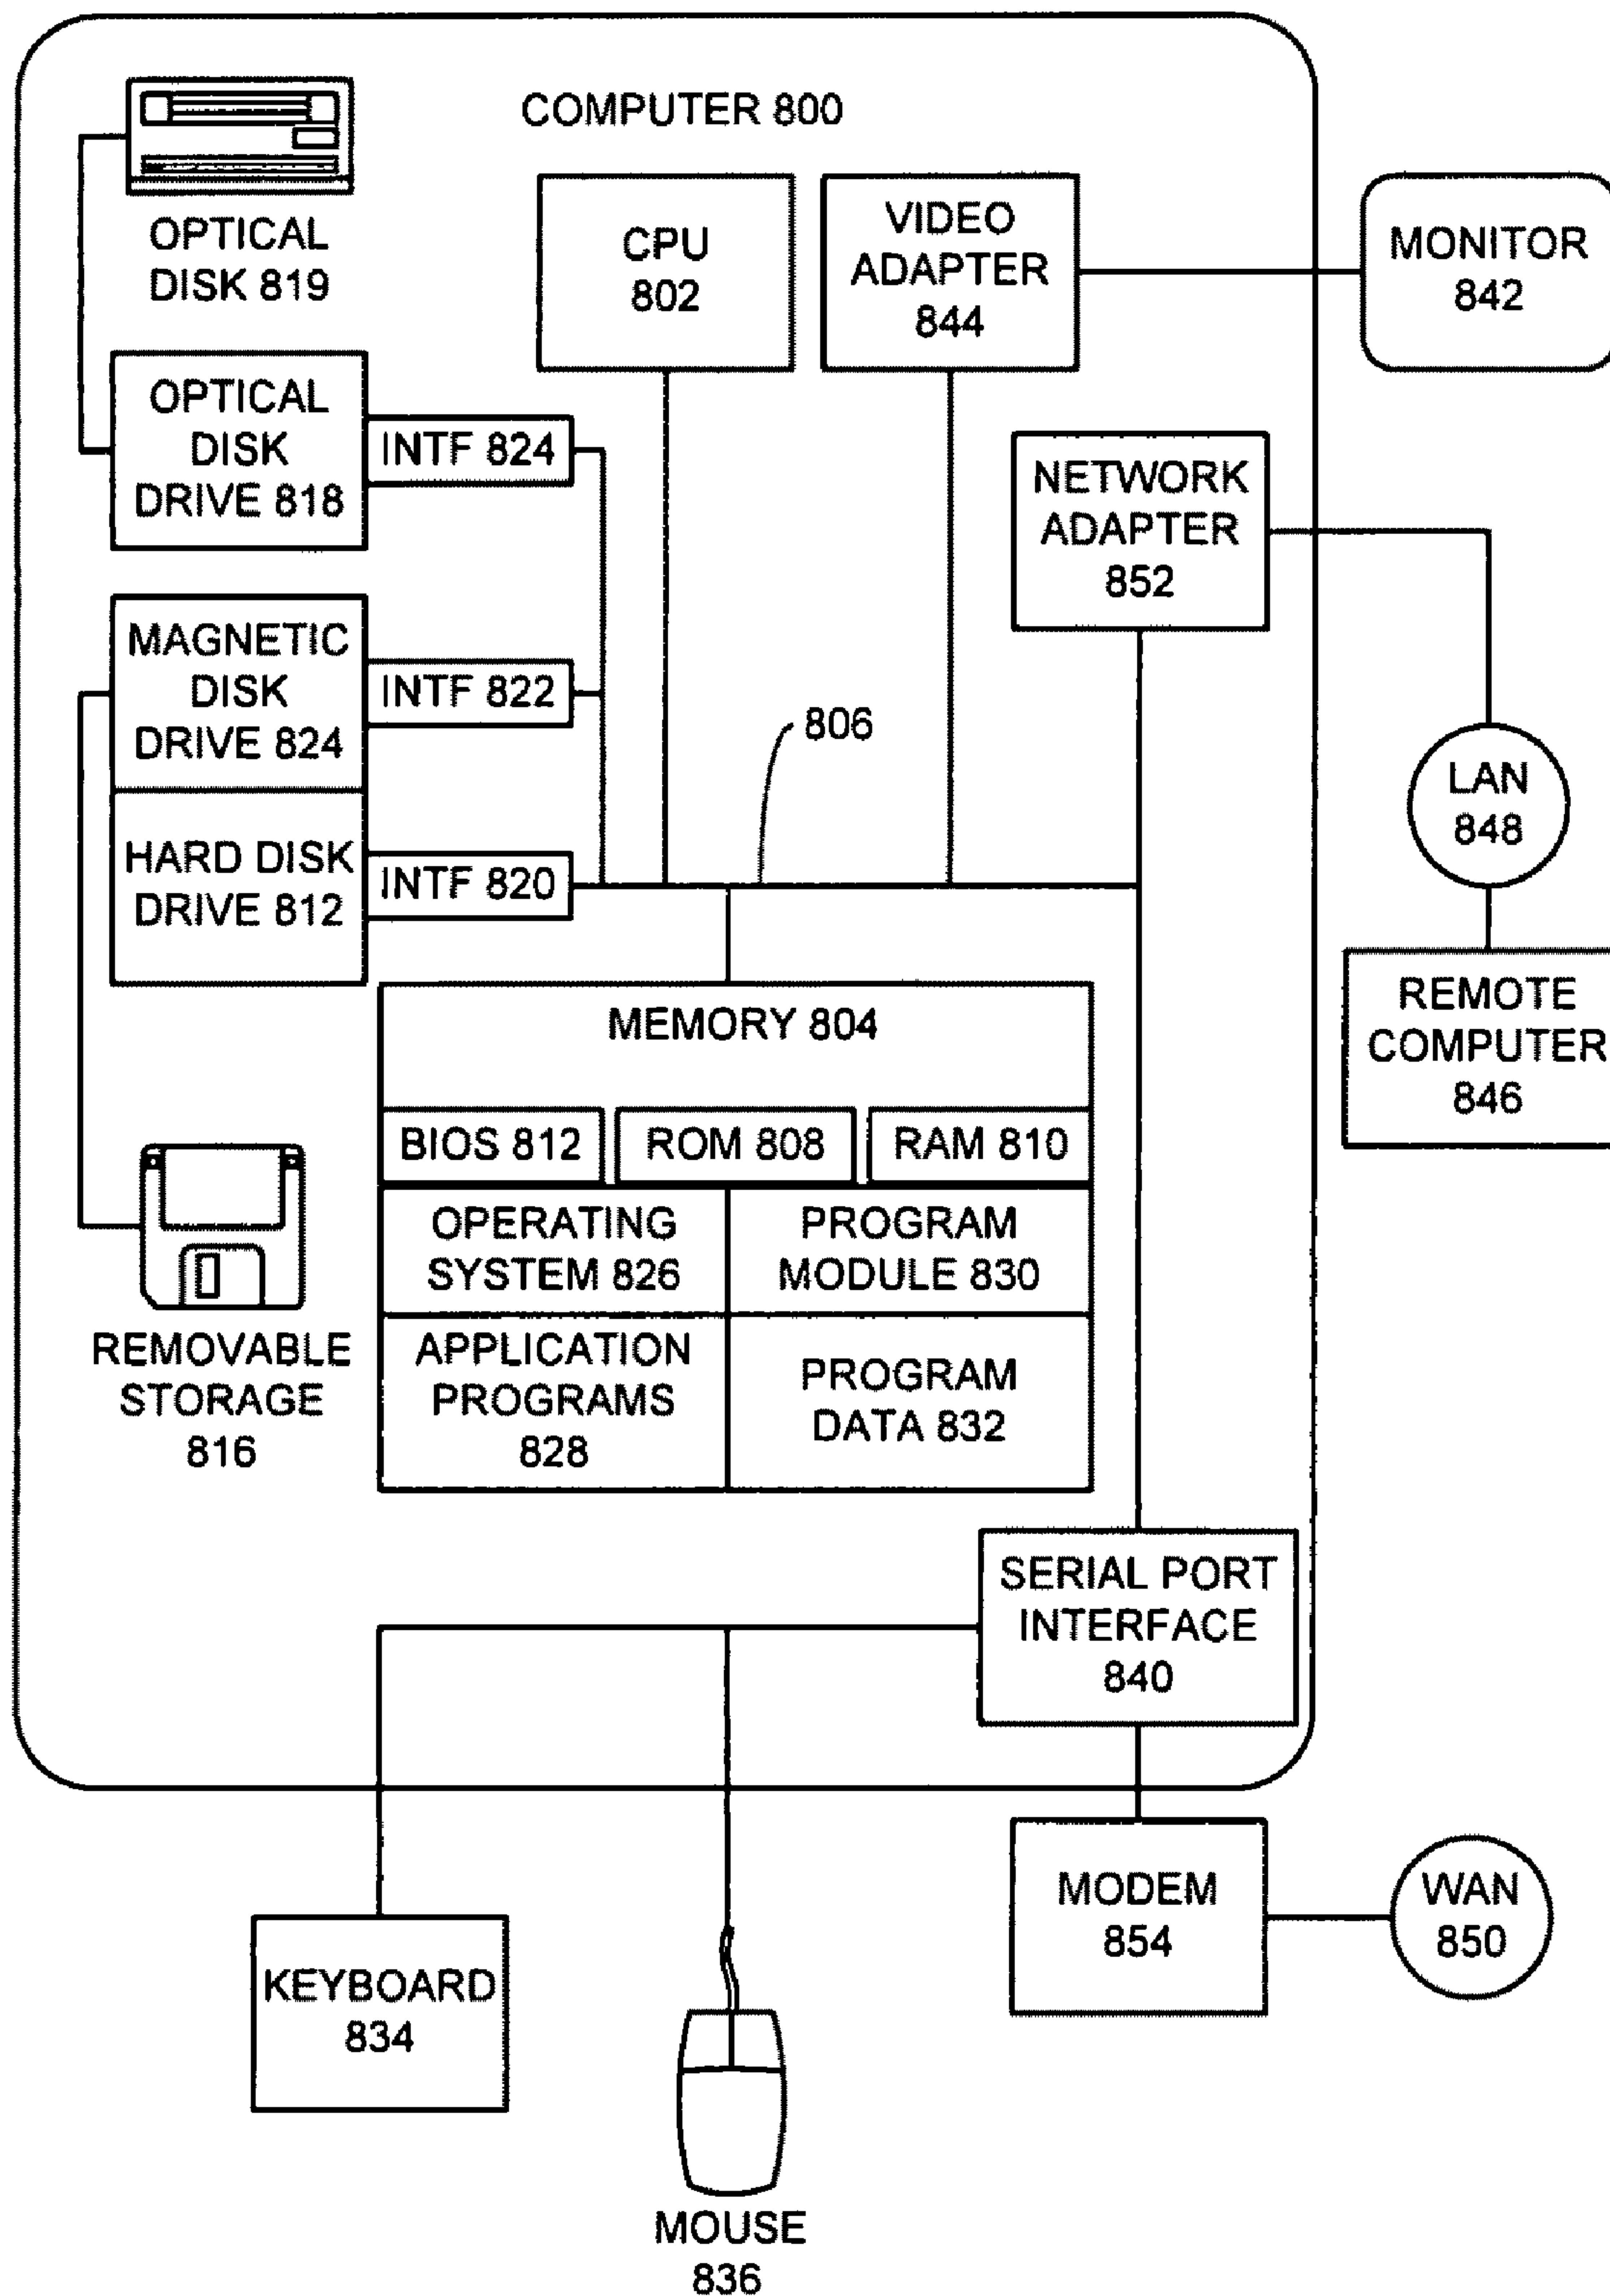 COMPUTER 800
OPTICAL
DISK 819
CPU
802
VIDEO
ADAPTER
844
MONITOR
842
OPTICAL
DISK
DRIVE 818
INTF 824
NETWORK
ADAPTER
852
MAGNETIC
DISK
DRIVE 824
INTF 822
806
LAN
848
HARD DISK
DRIVE 812
INTF 820
REMOTE
COMPUTER
846
MEMORY 804
BIOS 812
ROM 808
RAM 810
OPERATING
SYSTEM 826
PROGRAM
MODULE 830
REMOVABLE
STORAGE
816
APPLICATION
PROGRAMS
828
PROGRAM
DATA 832
SERIAL PORT
INTERFACE
840
MODEM
854
WAN
850
KEYBOARD
834
MOUSE
836